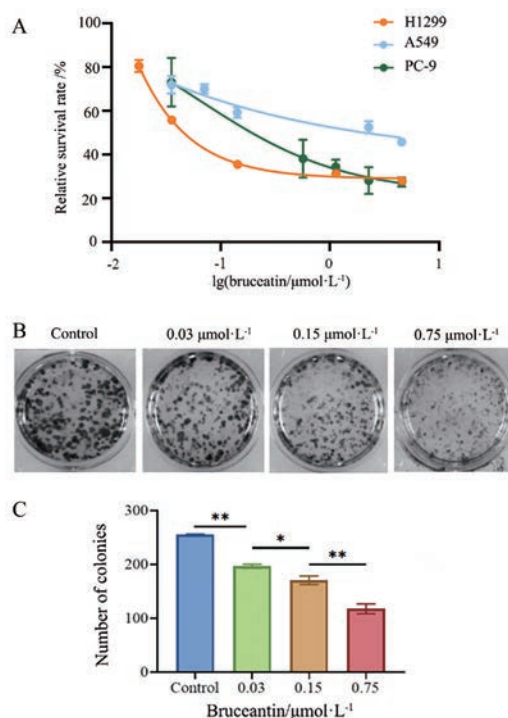 A
H1299
A549
PC-9
Relative survival rate /%
100
80
60
40
20
0
-2
-1
0
1
lg(bruceatin/μmol·L⁻¹)
B
Control
0.03 μmol·L⁻¹
0.15 μmol·L⁻¹
0.75 μmol·L⁻¹
C
Number of colonies
300
200
100
0
**
*
**
Control
0.03
0.15
0.75
Bruceantin/μmol·L⁻¹